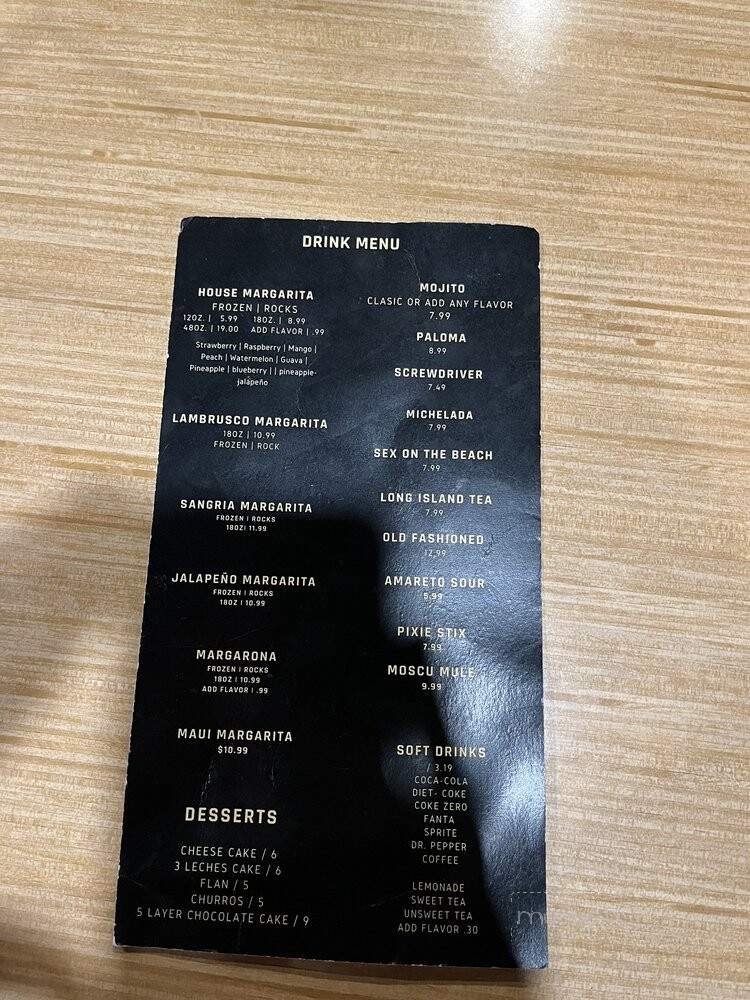 DRINK MENU
HOUSE MARGARITA
FROZEN | ROCKS
12OZ. | 5.99 18OZ. | 8.99
48OZ. | 19.00 ADD FLAVOR | .99
Strawberry | Raspberry | Mango |
Peach | Watermelon | Guava |
Pineapple | blueberry | | pineapple-
jalapeño
LAMBRUSCO MARGARITA
18OZ | 10.99
FROZEN | ROCK
SANGRIA MARGARITA
FROZEN | ROCKS
18OZ| 11.99
JALAPEÑO MARGARITA
FROZEN | ROCKS
18OZ | 10.99
MARGARONA
FROZEN | ROCKS
18OZ | 10.99
ADD FLAVOR | .99
MAUI MARGARITA
$10.99
DESSERTS
CHEESE CAKE / 6
3 LECHES CAKE / 6
FLAN / 5
CHURROS / 5
5 LAYER CHOCOLATE CAKE / 9
MOJITO
CLASIC OR ADD ANY FLAVOR
7.99
PALOMA
8.99
SCREWDRIVER
7.49
MICHELADA
7.99
SEX ON THE BEACH
7.99
LONG ISLAND TEA
7.99
OLD FASHIONED
12.99
AMARETO SOUR
9.99
PIXIE STIX
7.99
MOSCU MULE
9.99
SOFT DRINKS
/ 3.19
COCA-COLA
DIET- COKE
COKE ZERO
FANTA
SPRITE
DR. PEPPER
COFFEE
LEMONADE
SWEET TEA
UNSWEET TEA
ADD FLAVOR .30